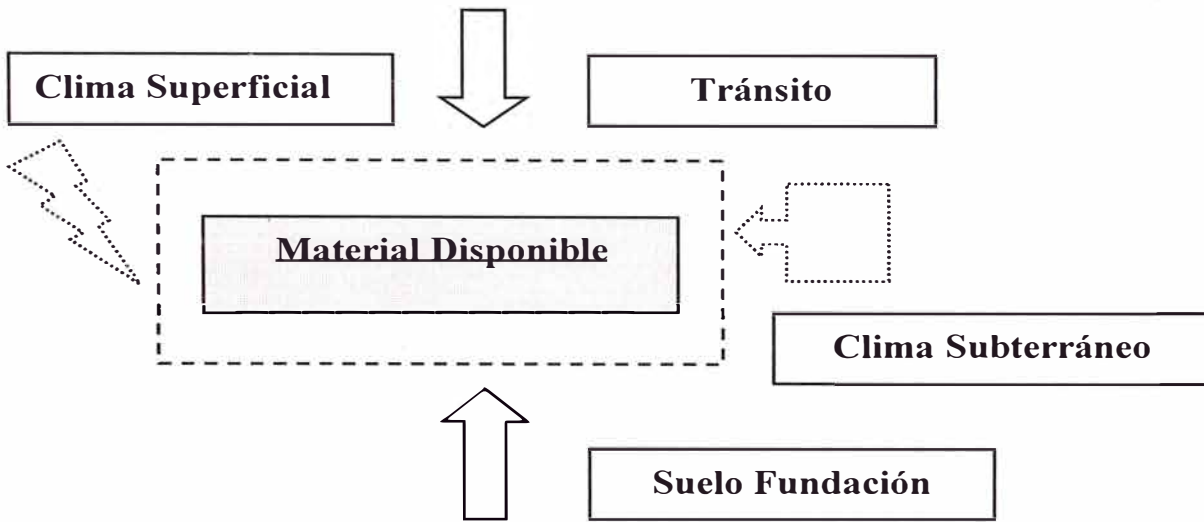 Clima Superficial
Tránsito
Material Disponible
Clima Subterráneo
Suelo Fundación